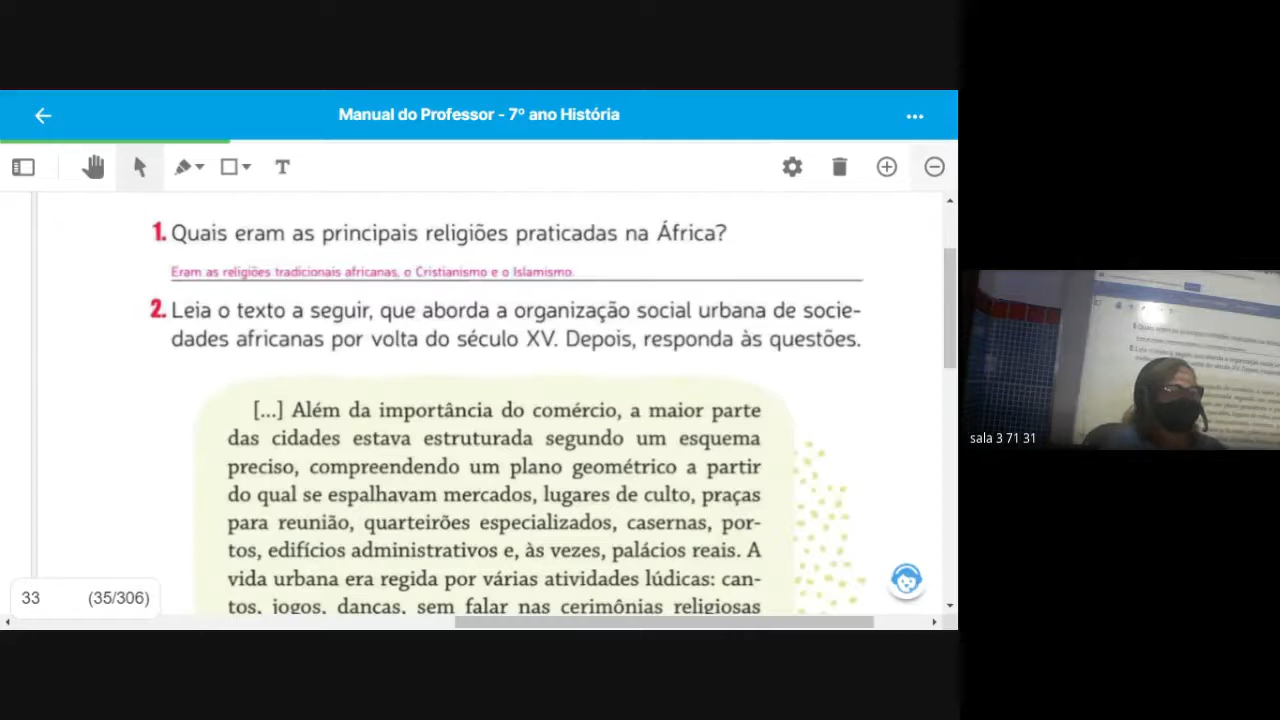 Manual do Professor - 7º ano História
T
1. Quais eram as principais religiões praticadas na África?
Eram as religiões tradicionais africanas, o Cristianismo e o Islamismo.
2. Leia o texto a seguir, que aborda a organização social urbana de socie-
dades africanas por volta do século XV. Depois, responda às questões.
[...] Além da importância do comércio, a maior parte
das cidades estava estruturada segundo um esquema
preciso, compreendendo um plano geométrico a partir
do qual se espalhavam mercados, lugares de culto, praças
para reunião, quarteirões especializados, casernas, por-
tos, edifícios administrativos e, às vezes, palácios reais. A
vida urbana era regida por várias atividades lúdicas: can-
tos, jogos, danças, sem falar nas cerimônias religiosas
33 (35/306)
sala 3 71 31